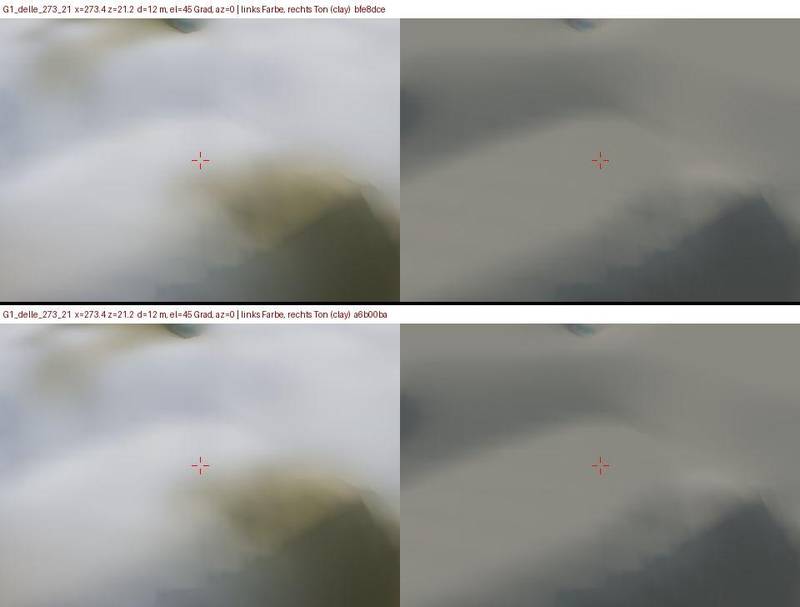 G1_delle_273_21 x=273.4 z=21.2 d=12 m, el=45 Grad, az=0 | links Farbe, rechts Ton (clay) bfe8dce
G1_delle_273_21 x=273.4 z=21.2 d=12 m, el=45 Grad, az=0 | links Farbe, rechts Ton (clay) a6b00ba